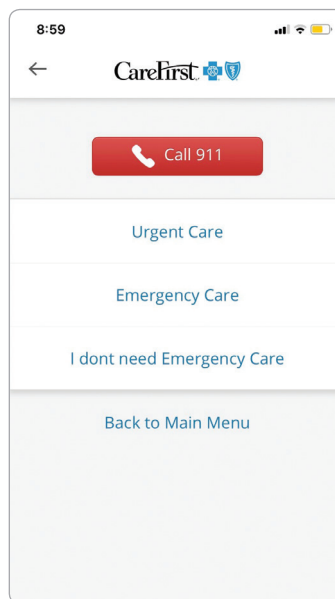 8:59
CareFirst
Call 911
Urgent Care
Emergency Care
I dont need Emergency Care
Back to Main Menu